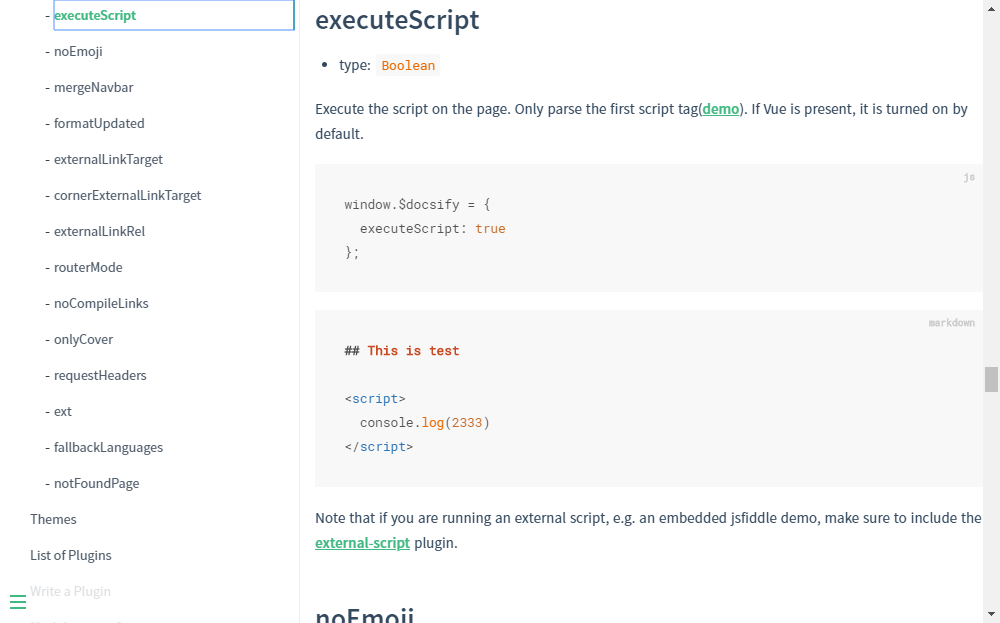 - executeScript
- noEmoji
- mergeNavbar
- formatUpdated
- externalLinkTarget
- cornerExternalLinkTarget
- externalLinkRel
- routerMode
- noCompileLinks
- onlyCover
- requestHeaders
- ext
- fallbackLanguages
- notFoundPage
Themes
List of Plugins
Write a Plugin
executeScript
• type: Boolean
Execute the script on the page. Only parse the first script tag(demo). If Vue is present, it is turned on by
default.
js
window.$docsify = {
  executeScript: true
};
markdown
## This is test
<script>
  console.log(2333)
</script>
Note that if you are running an external script, e.g. an embedded jsfiddle demo, make sure to include the
external-script plugin.
noEmoji